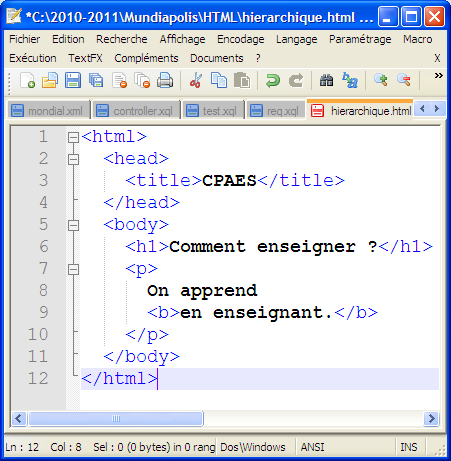 *C:\2010-2011\Mundiapolis\HTML\hierarchique.html ...
Fichier Edition Recherche Affichage Encodage Langage Paramétrage Macro
Exécution TextFX Compléments Documents ? X
mondial.xml controller.xql test.xql req.xql hierarchique.html
1 <html>
2 <head>
3 <title>CPAES</title>
4 </head>
5 <body>
6 <h1>Comment enseigner ?</h1>
7 <p>
8 On apprend
9 <b>en enseignant.</b>
10 </p>
11 </body>
12 </html>
Ln : 12 Col : 8 Sel : 0 (0 bytes) in 0 rang Dos\Windows ANSI INS